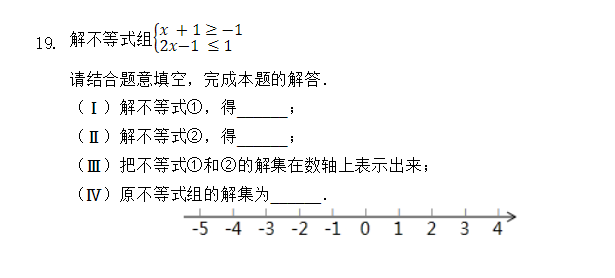 19. 解不等式组{x + 1 ≥ −1
2x−1 ≤ 1
请结合题意填空，完成本题的解答．
（Ⅰ）解不等式①，得______；
（Ⅱ）解不等式②，得______；
（Ⅲ）把不等式①和②的解集在数轴上表示出来；
（Ⅳ）原不等式组的解集为______．
-5 -4 -3 -2 -1 0 1 2 3 4